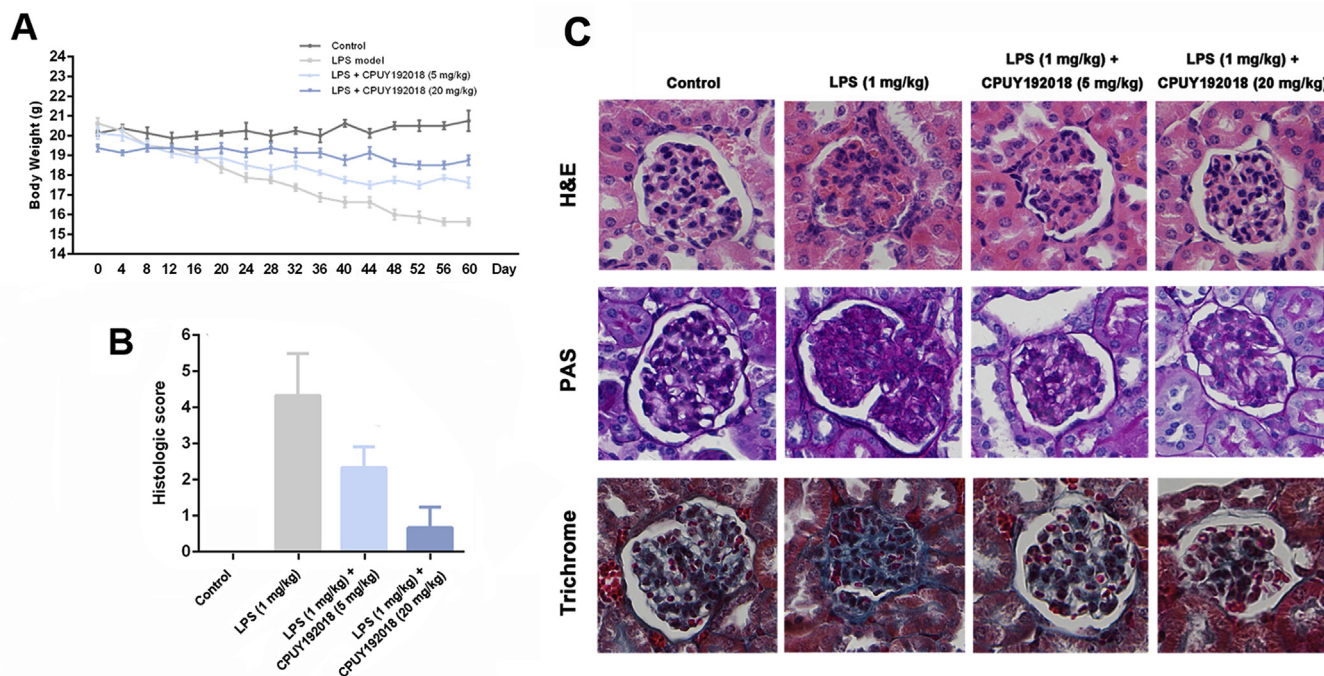 A
Control
LPS model
LPS + CPUY192018 (5 mg/kg)
LPS + CPUY192018 (20 mg/kg)
Body Weight (g)
24
23
22
21
20
19
18
17
16
15
14
0 4 8 12 16 20 24 28 32 36 40 44 48 52 56 60 Day
B
Histologic score
6
5
4
3
2
1
0
Control
LPS (1 mg/kg)
LPS (1 mg/kg) +
CPUY192018 (5 mg/kg)
LPS (1 mg/kg) +
CPUY192018 (20 mg/kg)
C
Control
LPS (1 mg/kg)
LPS (1 mg/kg) +
CPUY192018 (5 mg/kg)
LPS (1 mg/kg) +
CPUY192018 (20 mg/kg)
H&E
PAS
Trichrome